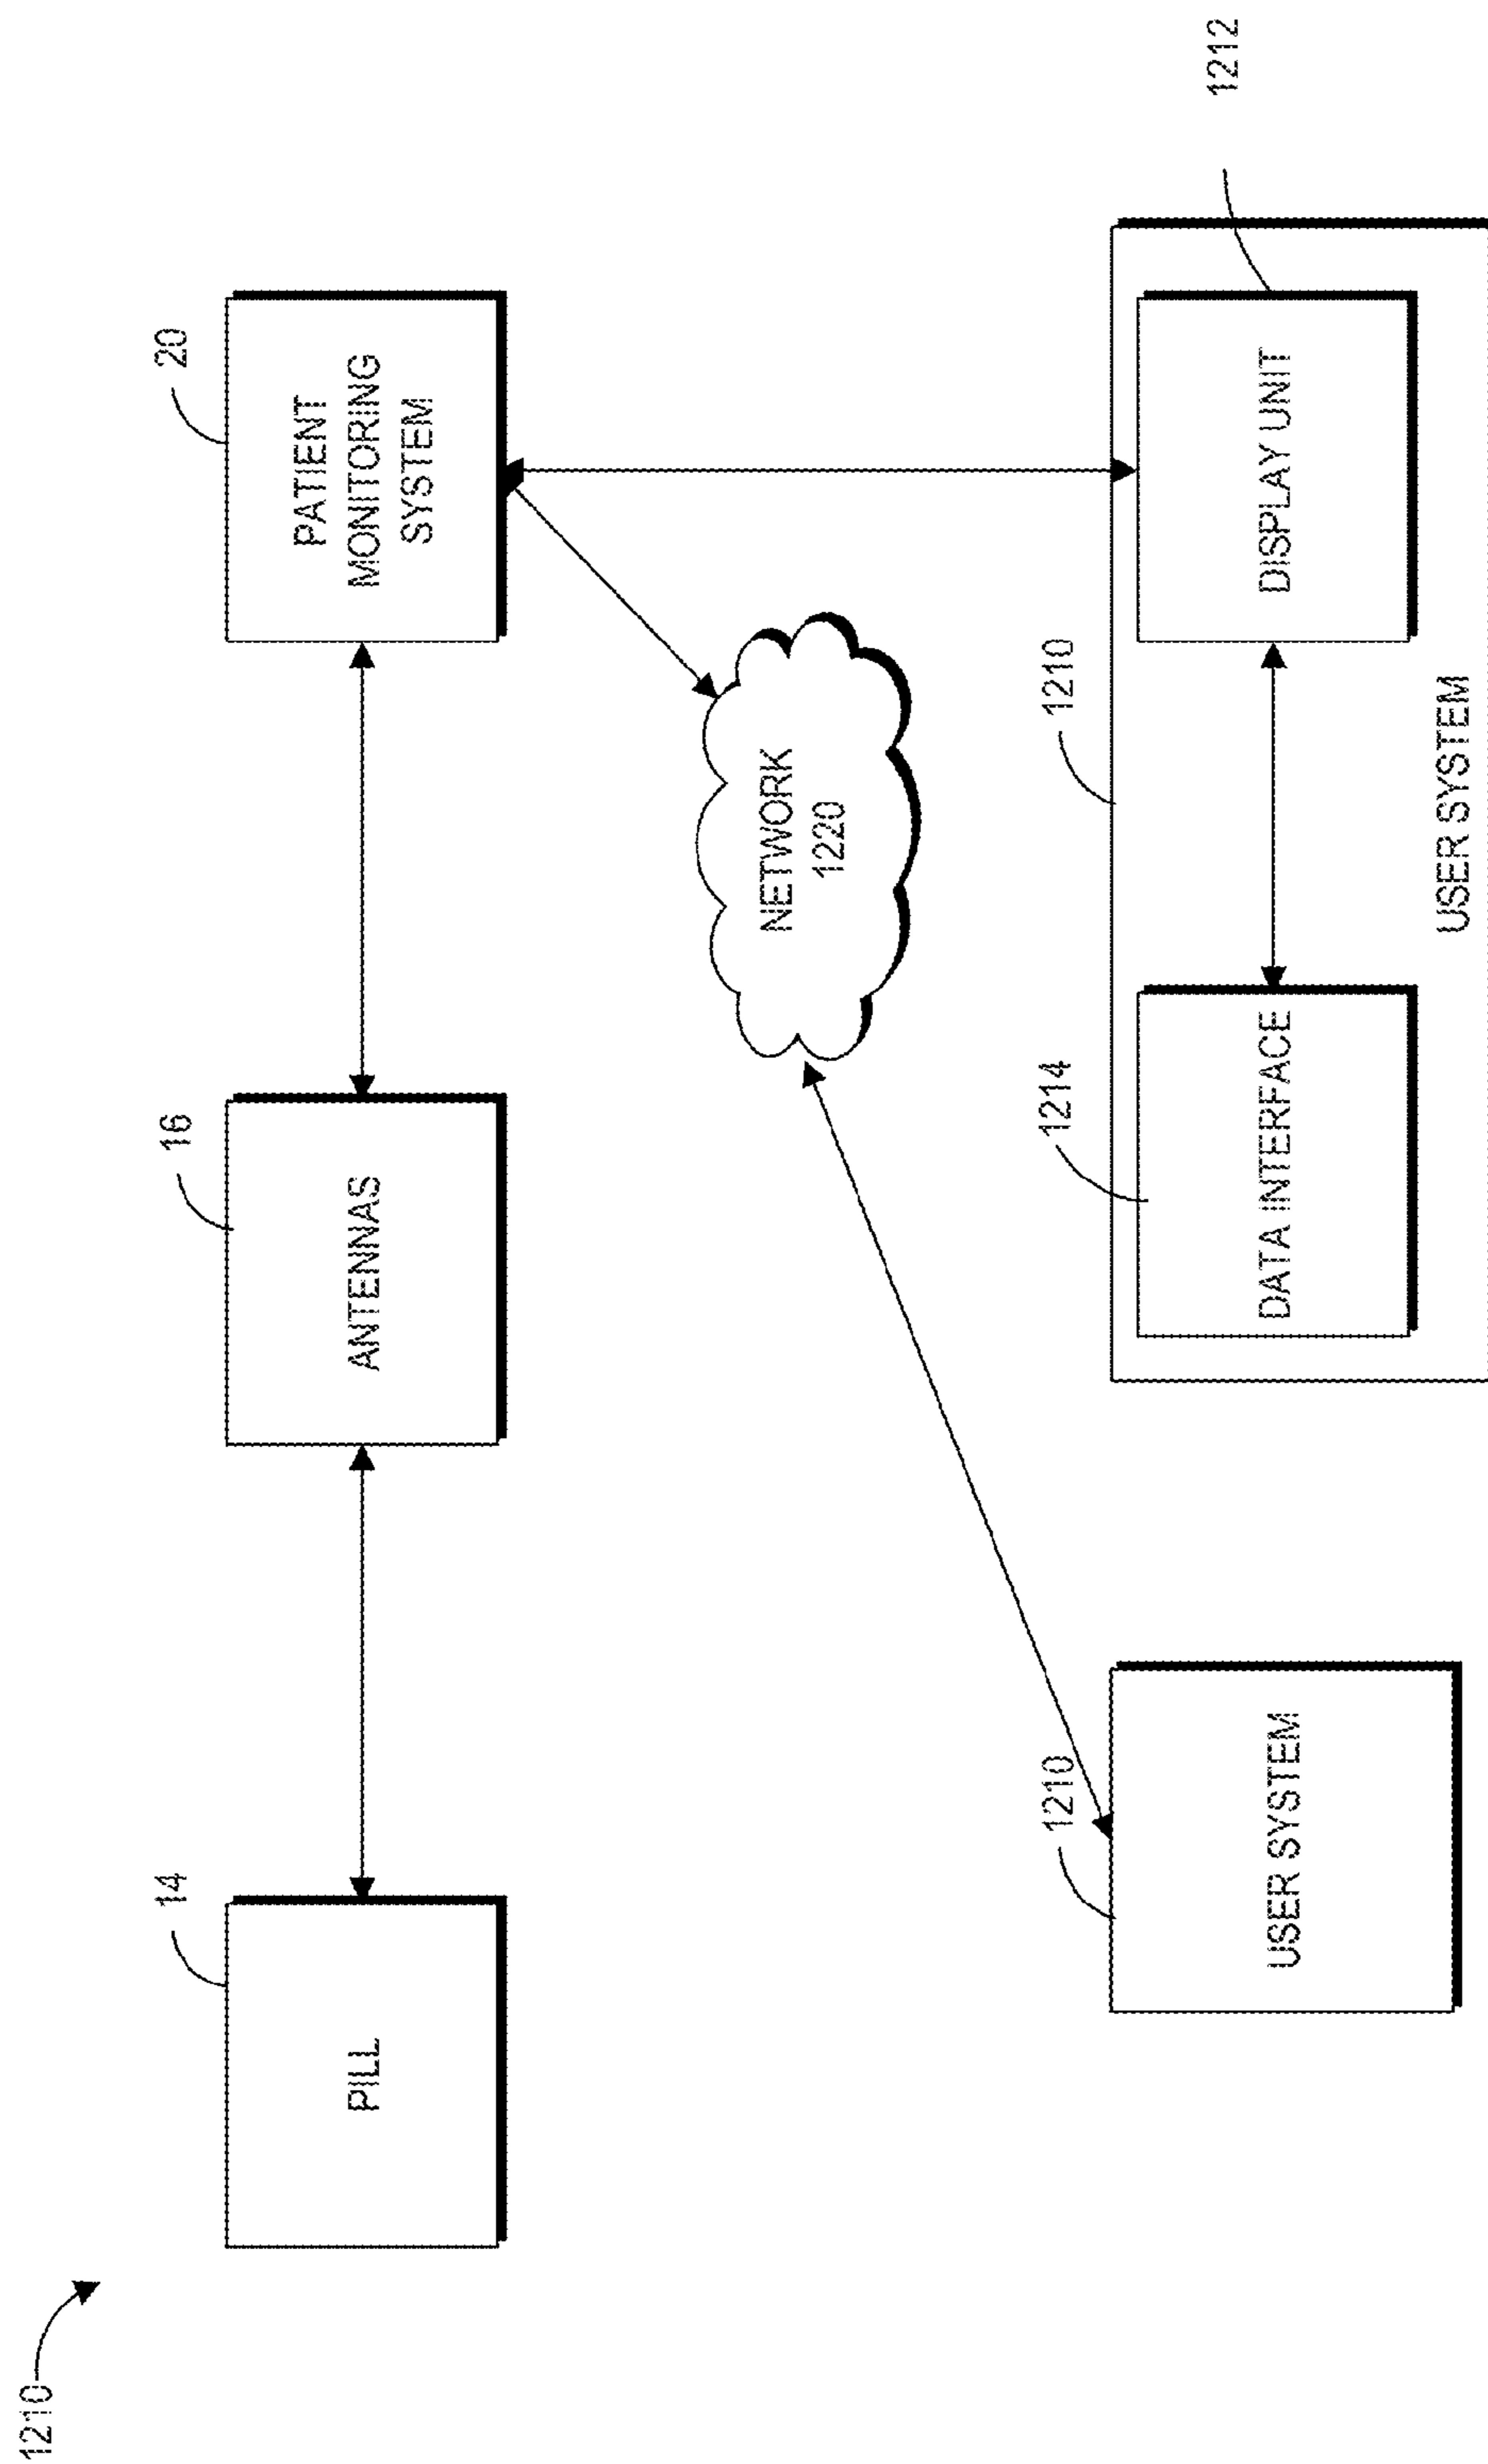 1210
14
PILL
16
ANTENNAS
20
PATIENT
MONITORING
SYSTEM
NETWORK
1220
1210
USER SYSTEM
1210
1214
DATA INTERFACE
DISPLAY UNIT
1212
USER SYSTEM